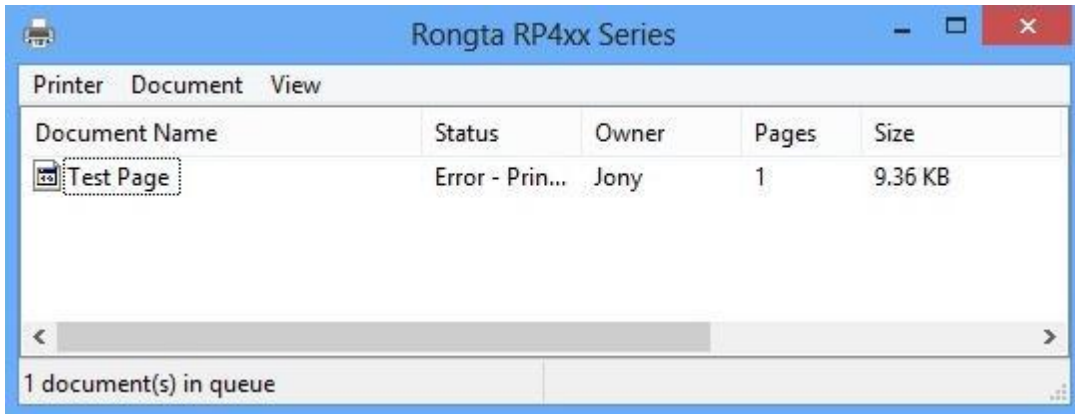 Rongta RP4xx Series
Printer Document View
Document Name Status Owner Pages Size
Test Page Error - Prin... Jony 1 9.36 KB
1 document(s) in queue